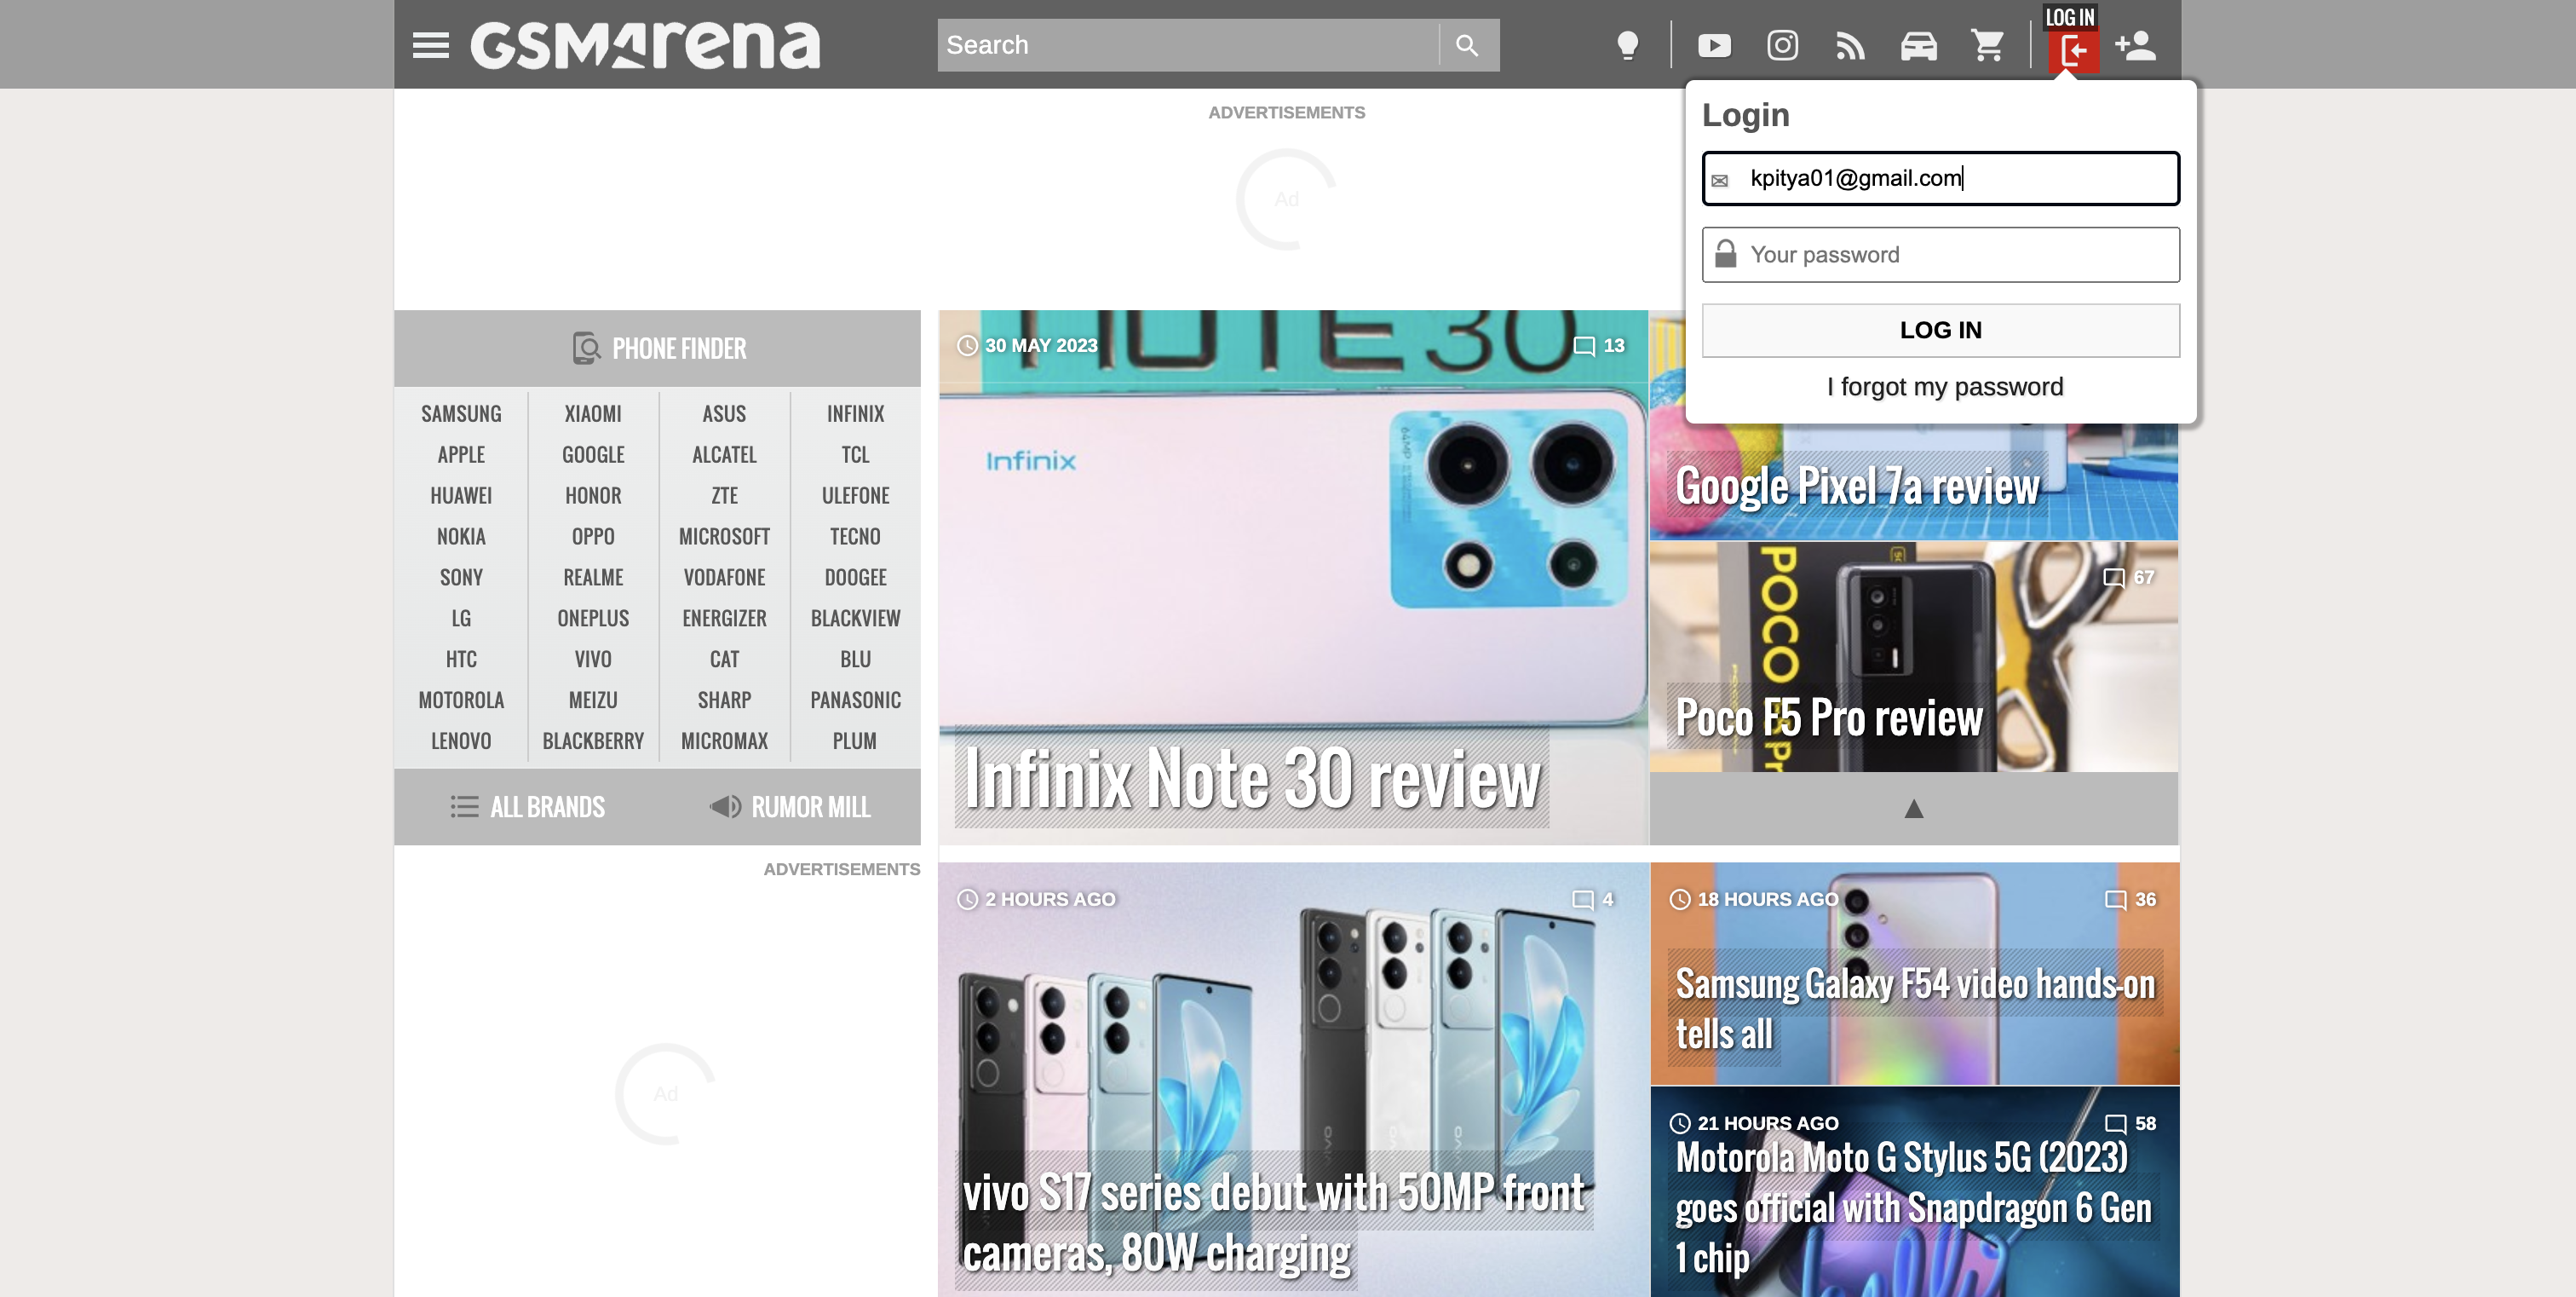 GSMArena
Search
LOG IN
Login
kpitya01@gmail.com
Your password
LOG IN
I forgot my password
ADVERTISEMENTS
Ad
PHONE FINDER
SAMSUNG XIAOMI ASUS INFINIX
APPLE GOOGLE ALCATEL TCL
HUAWEI HONOR ZTE ULEFONE
NOKIA OPPO MICROSOFT TECNO
SONY REALME VODAFONE DOOGEE
LG ONEPLUS ENERGIZER BLACKVIEW
HTC VIVO CAT BLU
MOTOROLA MEIZU SHARP PANASONIC
LENOVO BLACKBERRY MICROMAX PLUM
ALL BRANDS RUMOR MILL
ADVERTISEMENTS
Ad
NOTE 30
30 MAY 2023 13
Infinix
Infinix Note 30 review
Google Pixel 7a review
67
POCO
Poco F5 Pro review
▲
2 HOURS AGO 4
vivo
vivo
vivo
vivo S17 series debut with 50MP front
cameras, 80W charging
18 HOURS AGO 36
Samsung Galaxy F54 video hands-on
tells all
21 HOURS AGO 58
Motorola Moto G Stylus 5G (2023)
goes official with Snapdragon 6 Gen
1 chip